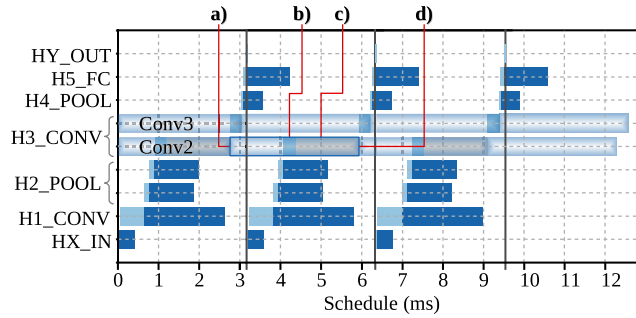 a) b) c) d)
HY_OUT
H5_FC
H4_POOL
Conv3
H3_CONV
Conv2
H2_POOL
H1_CONV
HX_IN
0 1 2 3 4 5 6 7 8 9 10 11 12
Schedule (ms)